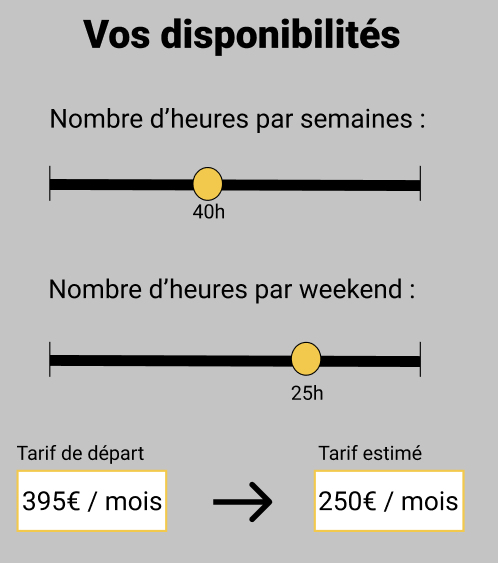 Vos disponibilités
Nombre d’heures par semaines :
40h
Nombre d’heures par weekend :
25h
Tarif de départ
Tarif estimé
395€ / mois
250€ / mois